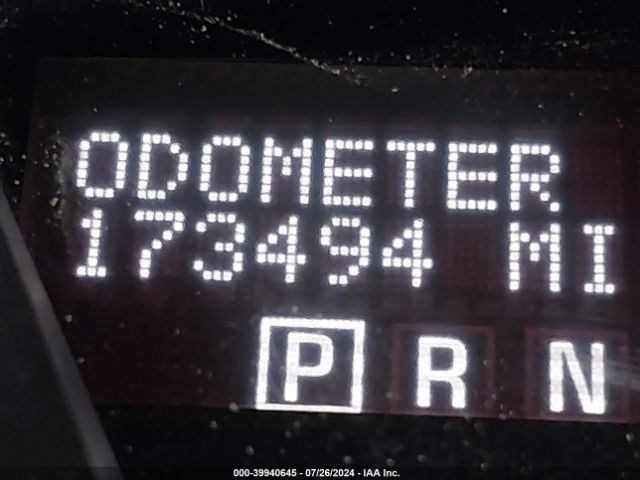 ODOMETER
173494 MI
P R N
000-39940645 - 07/26/2024 - IAA Inc.